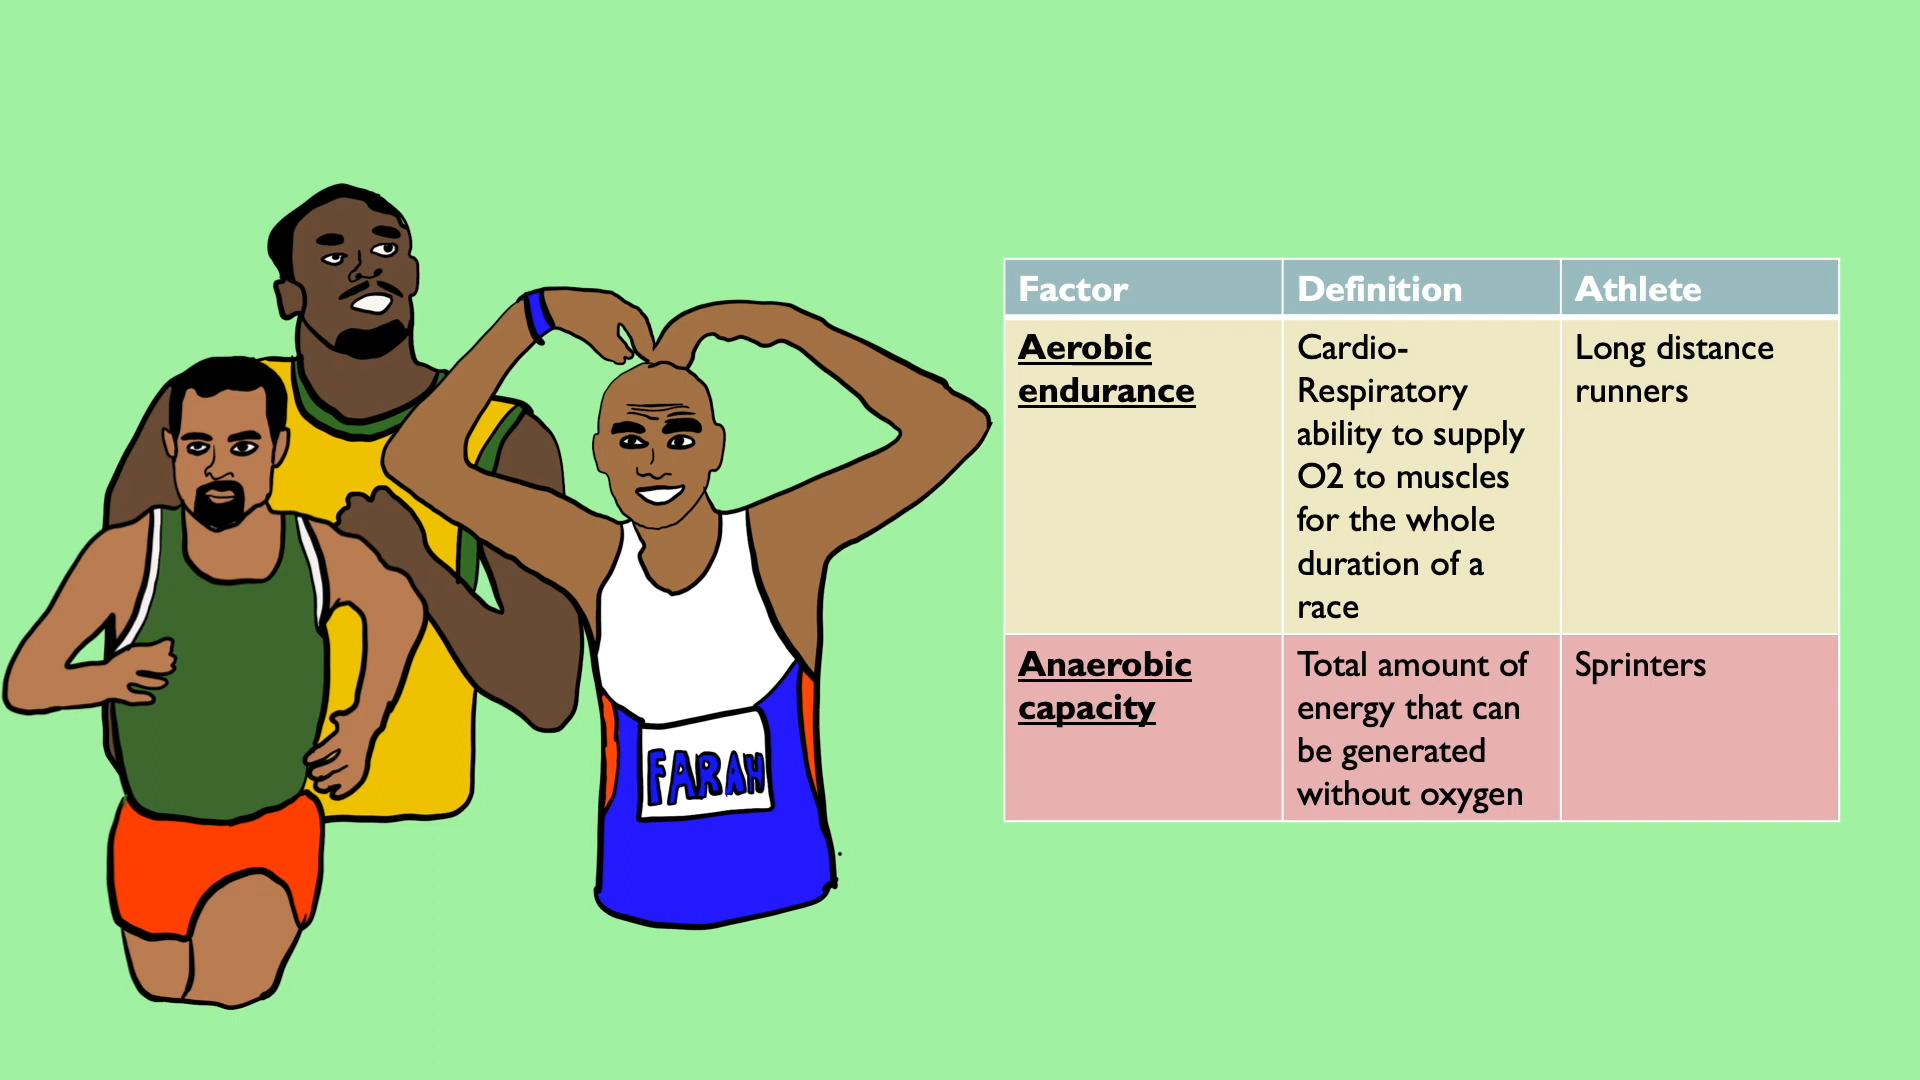 FARAH
Factor
Definition
Athlete
Aerobic
endurance
Cardio-
Respiratory
ability to supply
O2 to muscles
for the whole
duration of a
race
Long distance
runners
Anaerobic
capacity
Total amount of
energy that can
be generated
without oxygen
Sprinters